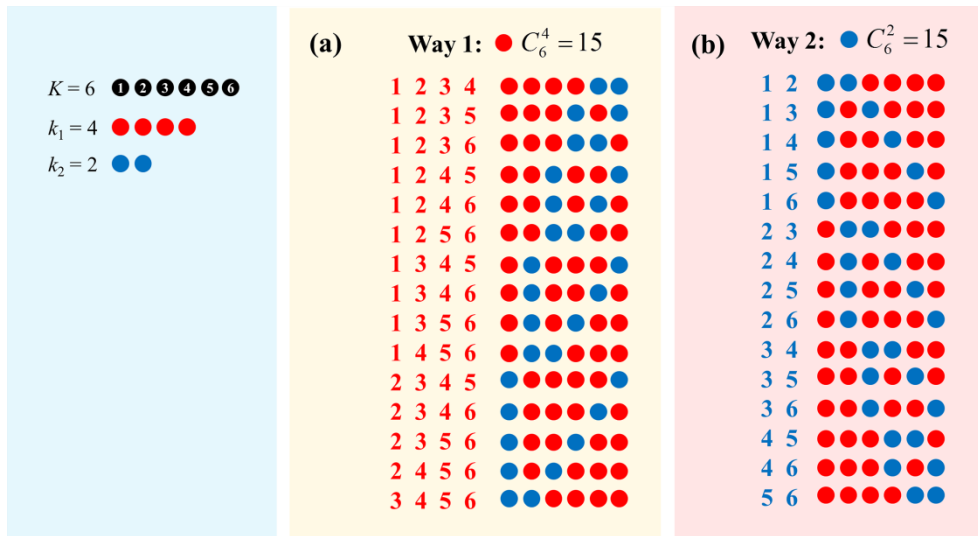 K = 6 1 2 3 4 5 6
k₁ = 4
k₂ = 2
(a) Way 1: C₆⁴ = 15
1 2 3 4
1 2 3 5
1 2 3 6
1 2 4 5
1 2 4 6
1 2 5 6
1 3 4 5
1 3 4 6
1 3 5 6
1 4 5 6
2 3 4 5
2 3 4 6
2 3 5 6
2 4 5 6
3 4 5 6
(b) Way 2: C₆² = 15
1 2
1 3
1 4
1 5
1 6
2 3
2 4
2 5
2 6
3 4
3 5
3 6
4 5
4 6
5 6